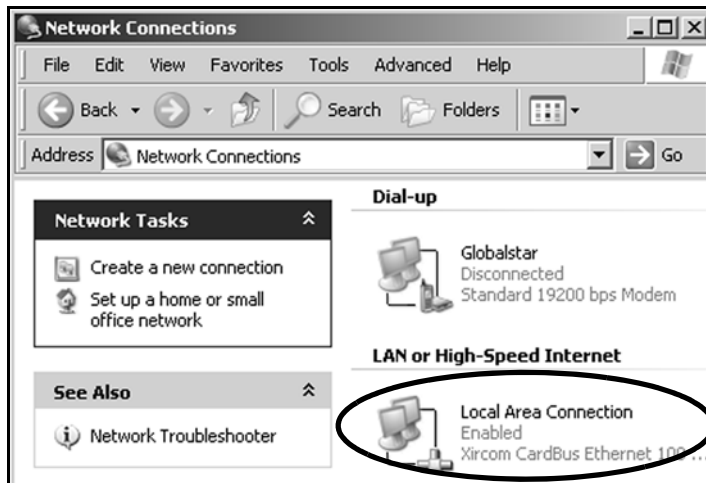 Network Connections
File Edit View Favorites Tools Advanced Help
Back Search Folders
Address Network Connections Go
Network Tasks
Create a new connection
Set up a home or small
office network
See Also
Network Troubleshooter
Dial-up
Globalstar
Disconnected
Standard 19200 bps Modem
LAN or High-Speed Internet
Local Area Connection
Enabled
Xircom CardBus Ethernet 100 ...